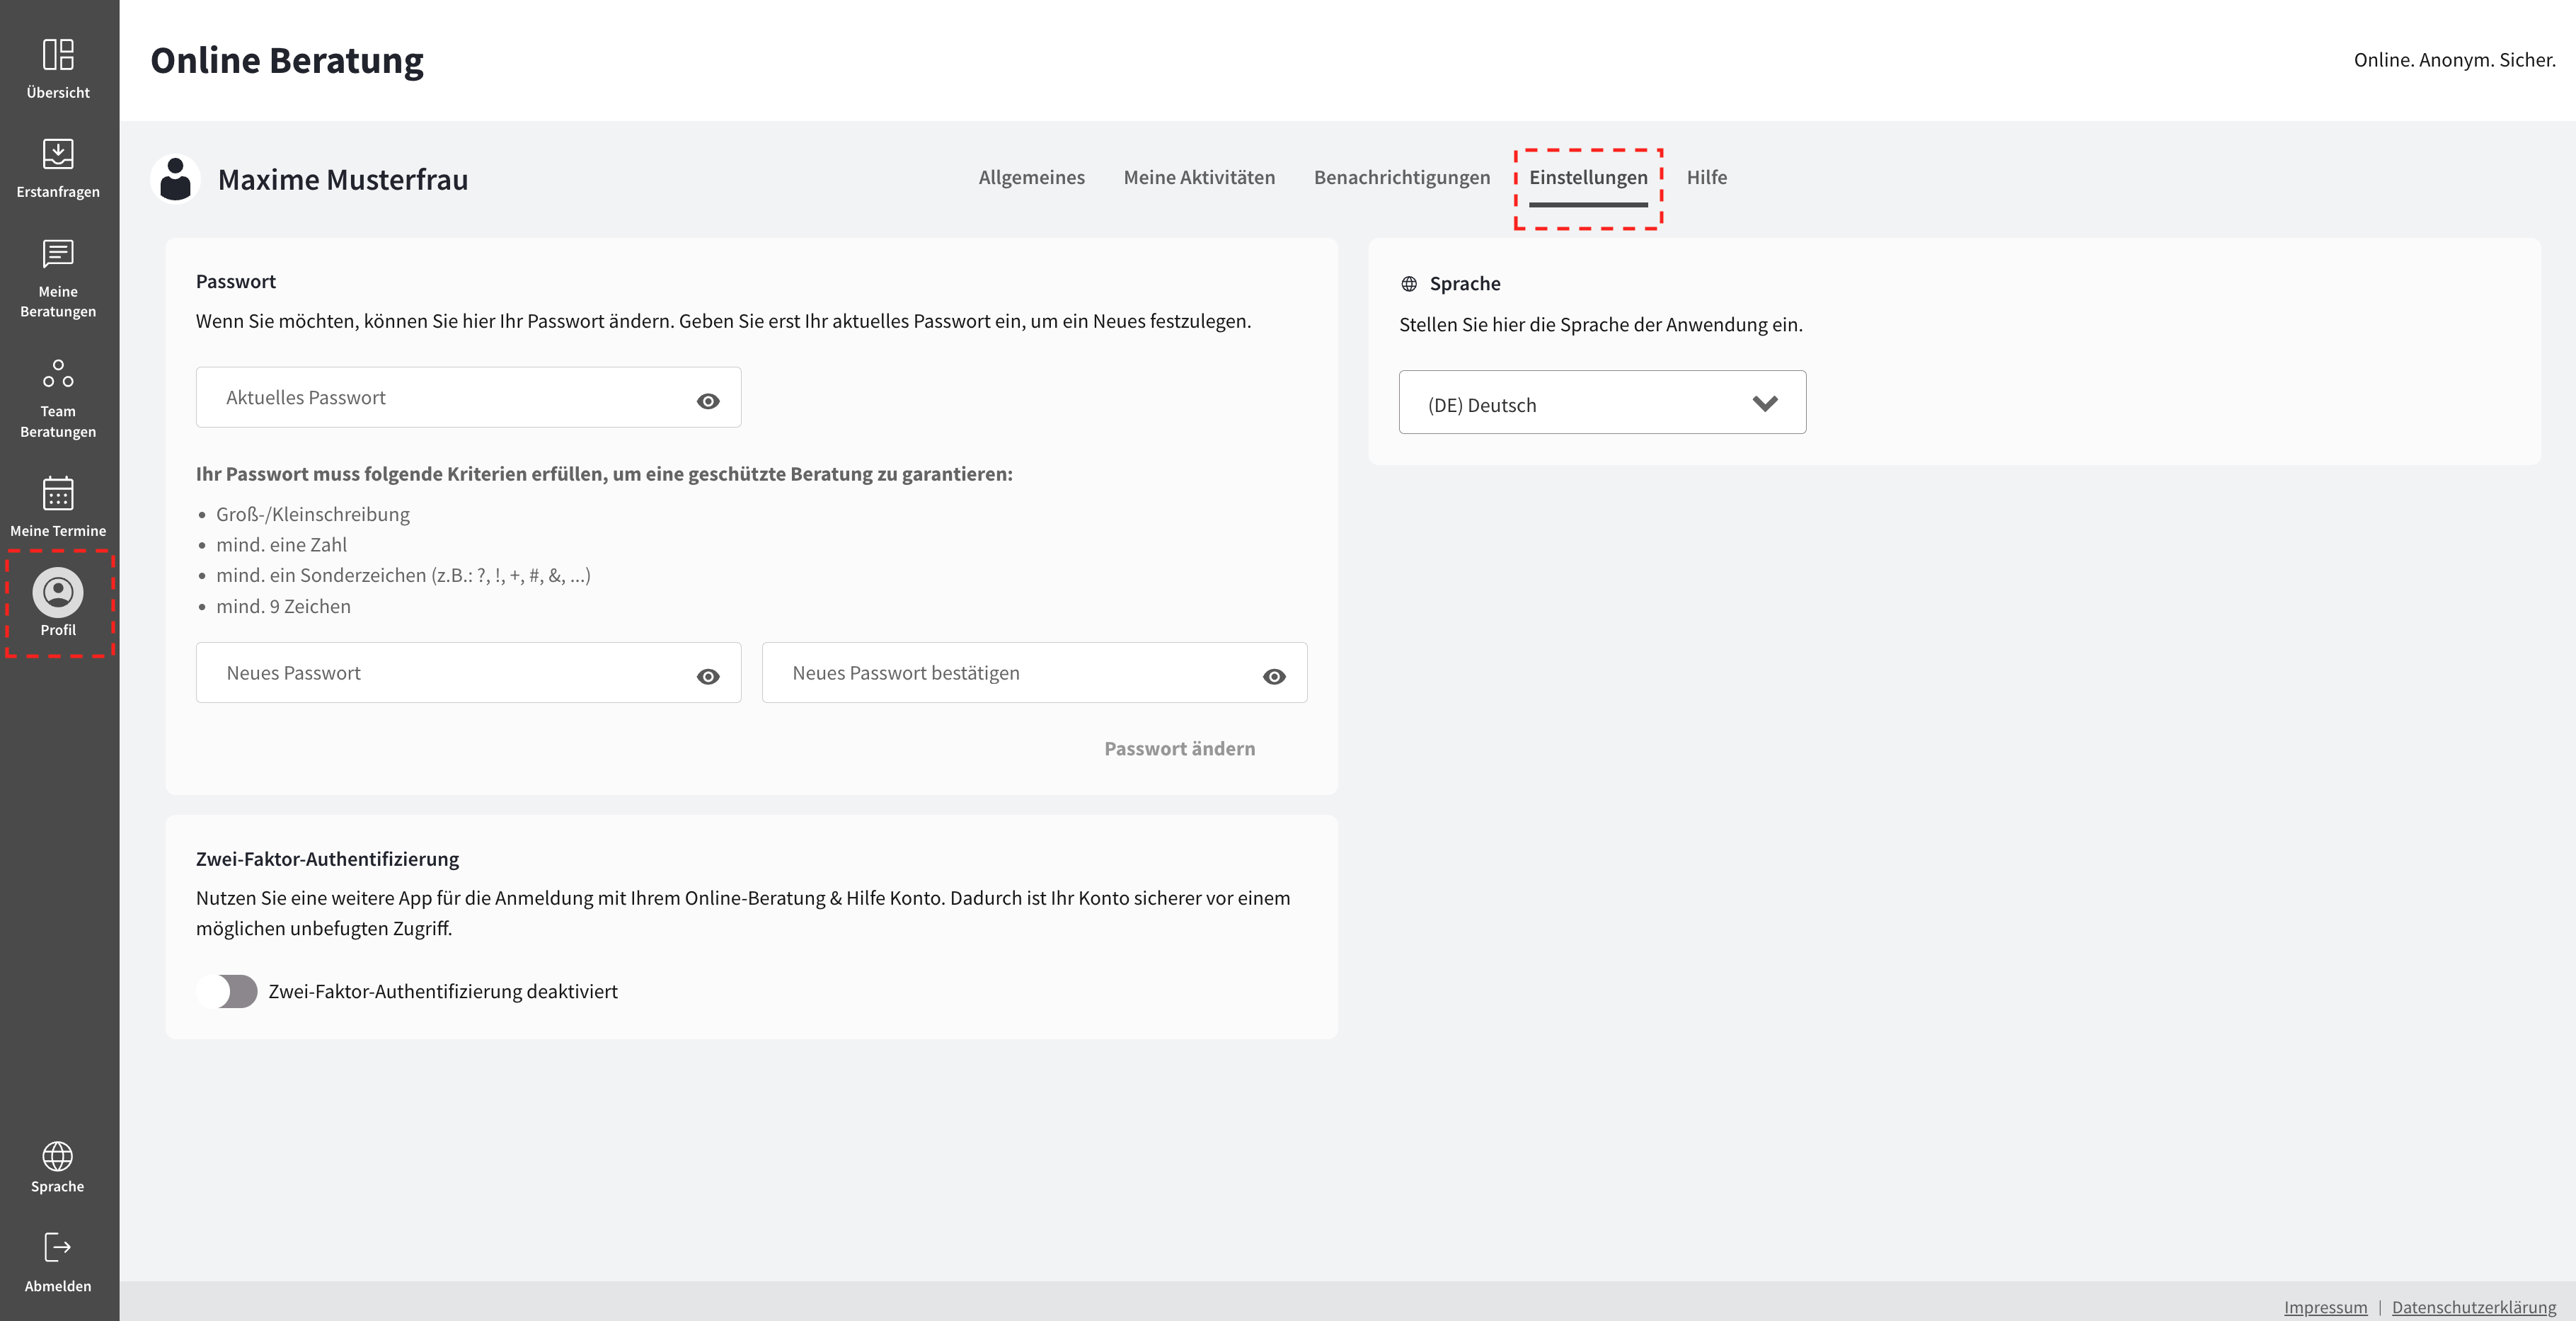 Online Beratung
Online. Anonym. Sicher.
Übersicht
Erstanfragen
Meine
Beratungen
Team
Beratungen
Meine Termine
Profil
Sprache
Abmelden
Maxime Musterfrau
Allgemeines
Meine Aktivitäten
Benachrichtigungen
Einstellungen
Hilfe
Passwort
Wenn Sie möchten, können Sie hier Ihr Passwort ändern. Geben Sie erst Ihr aktuelles Passwort ein, um ein Neues festzulegen.
Aktuelles Passwort
Ihr Passwort muss folgende Kriterien erfüllen, um eine geschützte Beratung zu garantieren:
• Groß-/Kleinschreibung
• mind. eine Zahl
• mind. ein Sonderzeichen (z.B.: ?, !, +, #, &, ...)
• mind. 9 Zeichen
Neues Passwort
Neues Passwort bestätigen
Passwort ändern
Zwei-Faktor-Authentifizierung
Nutzen Sie eine weitere App für die Anmeldung mit Ihrem Online-Beratung & Hilfe Konto. Dadurch ist Ihr Konto sicherer vor einem
möglichen unbefugten Zugriff.
Zwei-Faktor-Authentifizierung deaktiviert
Sprache
Stellen Sie hier die Sprache der Anwendung ein.
(DE) Deutsch
Impressum | Datenschutzerklärung